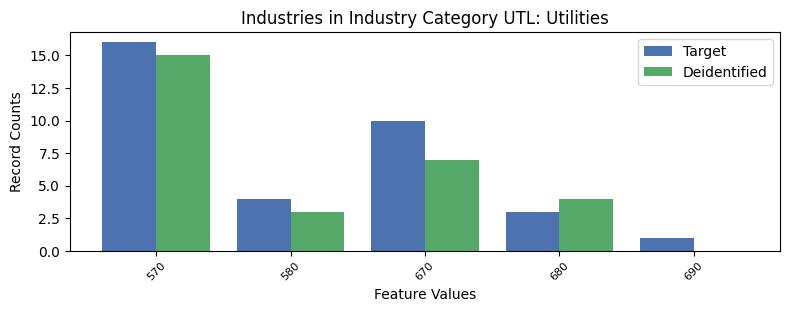 Industries in Industry Category UTL: Utilities
Target
Deidentified
Record Counts
15.0
12.5
10.0
7.5
5.0
2.5
0.0
570
580
670
680
690
Feature Values